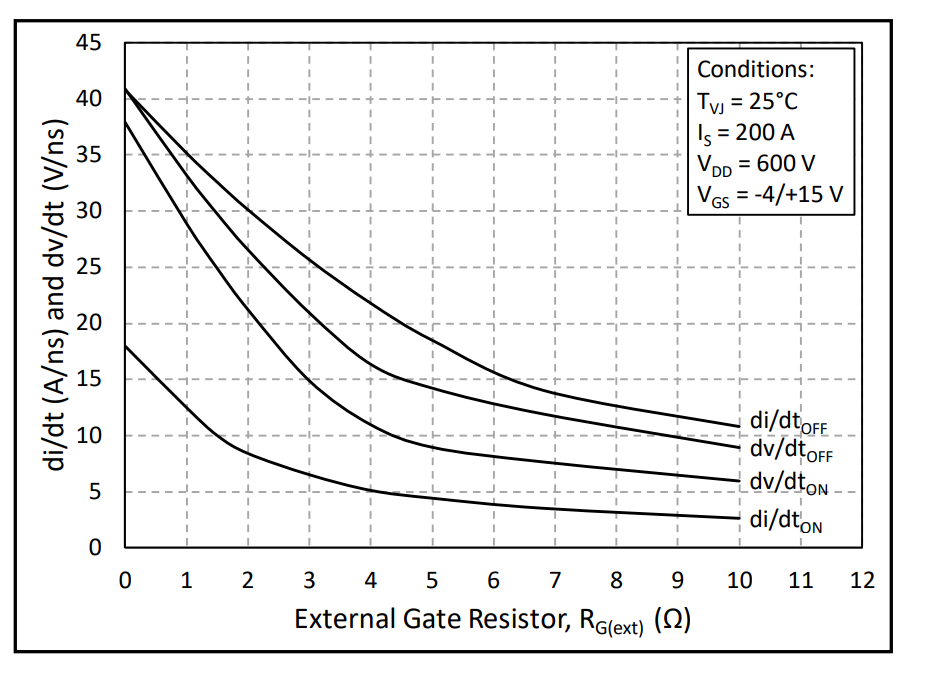 45
40
35
30
25
20
15
10
5
0
di/dt (A/ns) and dv/dt (V/ns)
Conditions:
T_VJ = 25°C
I_S = 200 A
V_DD = 600 V
V_GS = -4/+15 V
di/dt_OFF
dv/dt_OFF
dv/dt_ON
di/dt_ON
0 1 2 3 4 5 6 7 8 9 10 11 12
External Gate Resistor, R_G(ext) (Ω)